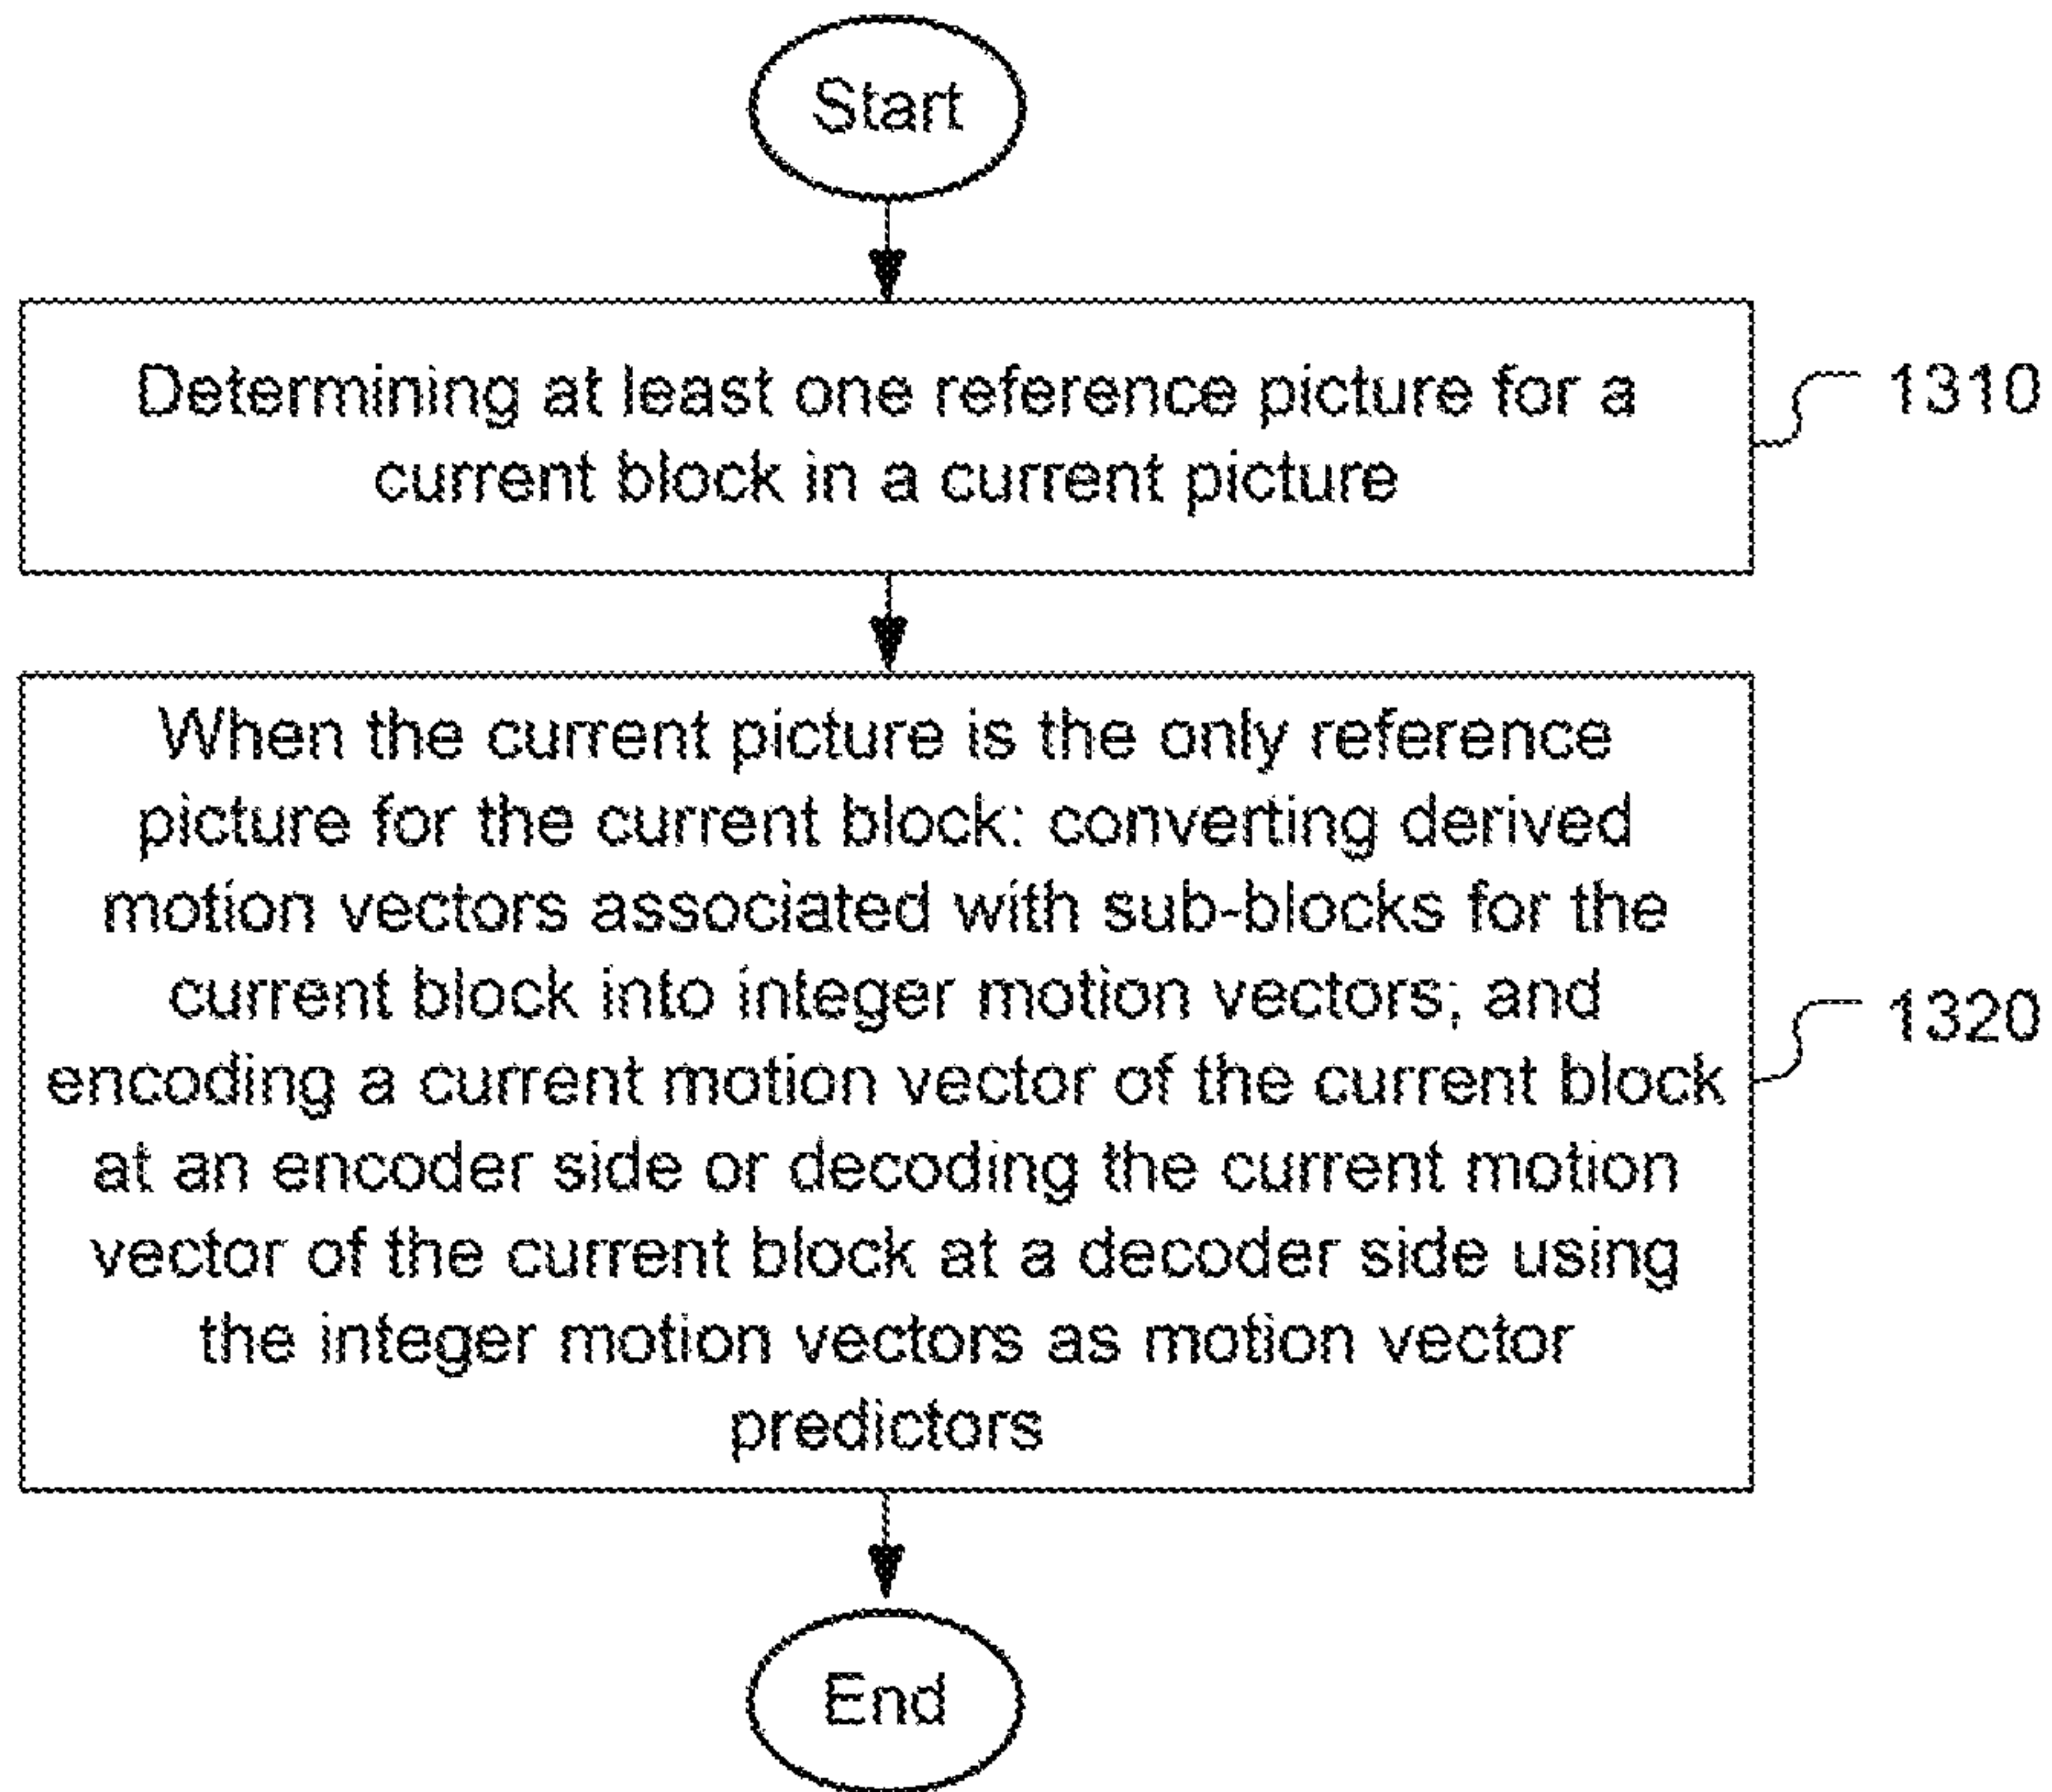 Start
Determining at least one reference picture for a
current block in a current picture
1310
When the current picture is the only reference
picture for the current block: converting derived
motion vectors associated with sub-blocks for the
current block into integer motion vectors; and
encoding a current motion vector of the current block
at an encoder side or decoding the current motion
vector of the current block at a decoder side using
the integer motion vectors as motion vector
predictors
1320
End